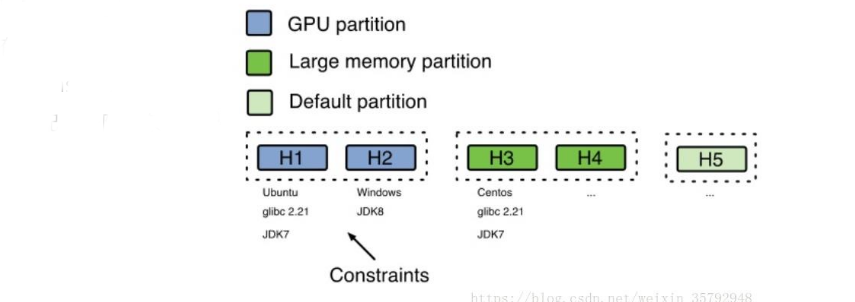 GPU partition
Large memory partition
Default partition
H1 H2 H3 H4 H5
Ubuntu Windows Centos ... ...
glibc 2.21 JDK8 glibc 2.21
JDK7 JDK7
Constraints
https://blog.csdn.net/weixin_35792948